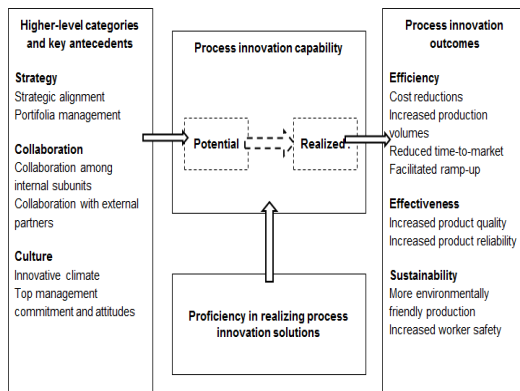 Higher-level categories
and key antecedents
Strategy
Strategic alignment
Portifolia management
Collaboration
Collaboration among
internal subunits
Collaboration with external
partners
Culture
Innovative climate
Top management
commitment and attitudes
Process innovation capability
Potential
Realized
Proficiency in realizing process
innovation solutions
Process innovation
outcomes
Efficiency
Cost reductions
Increased production
volumes
Reduced time-to-market
Facilitated ramp-up
Effectiveness
Increased product quality
Increased product reliability
Sustainability
More environmentally
friendly production
Increased worker safety